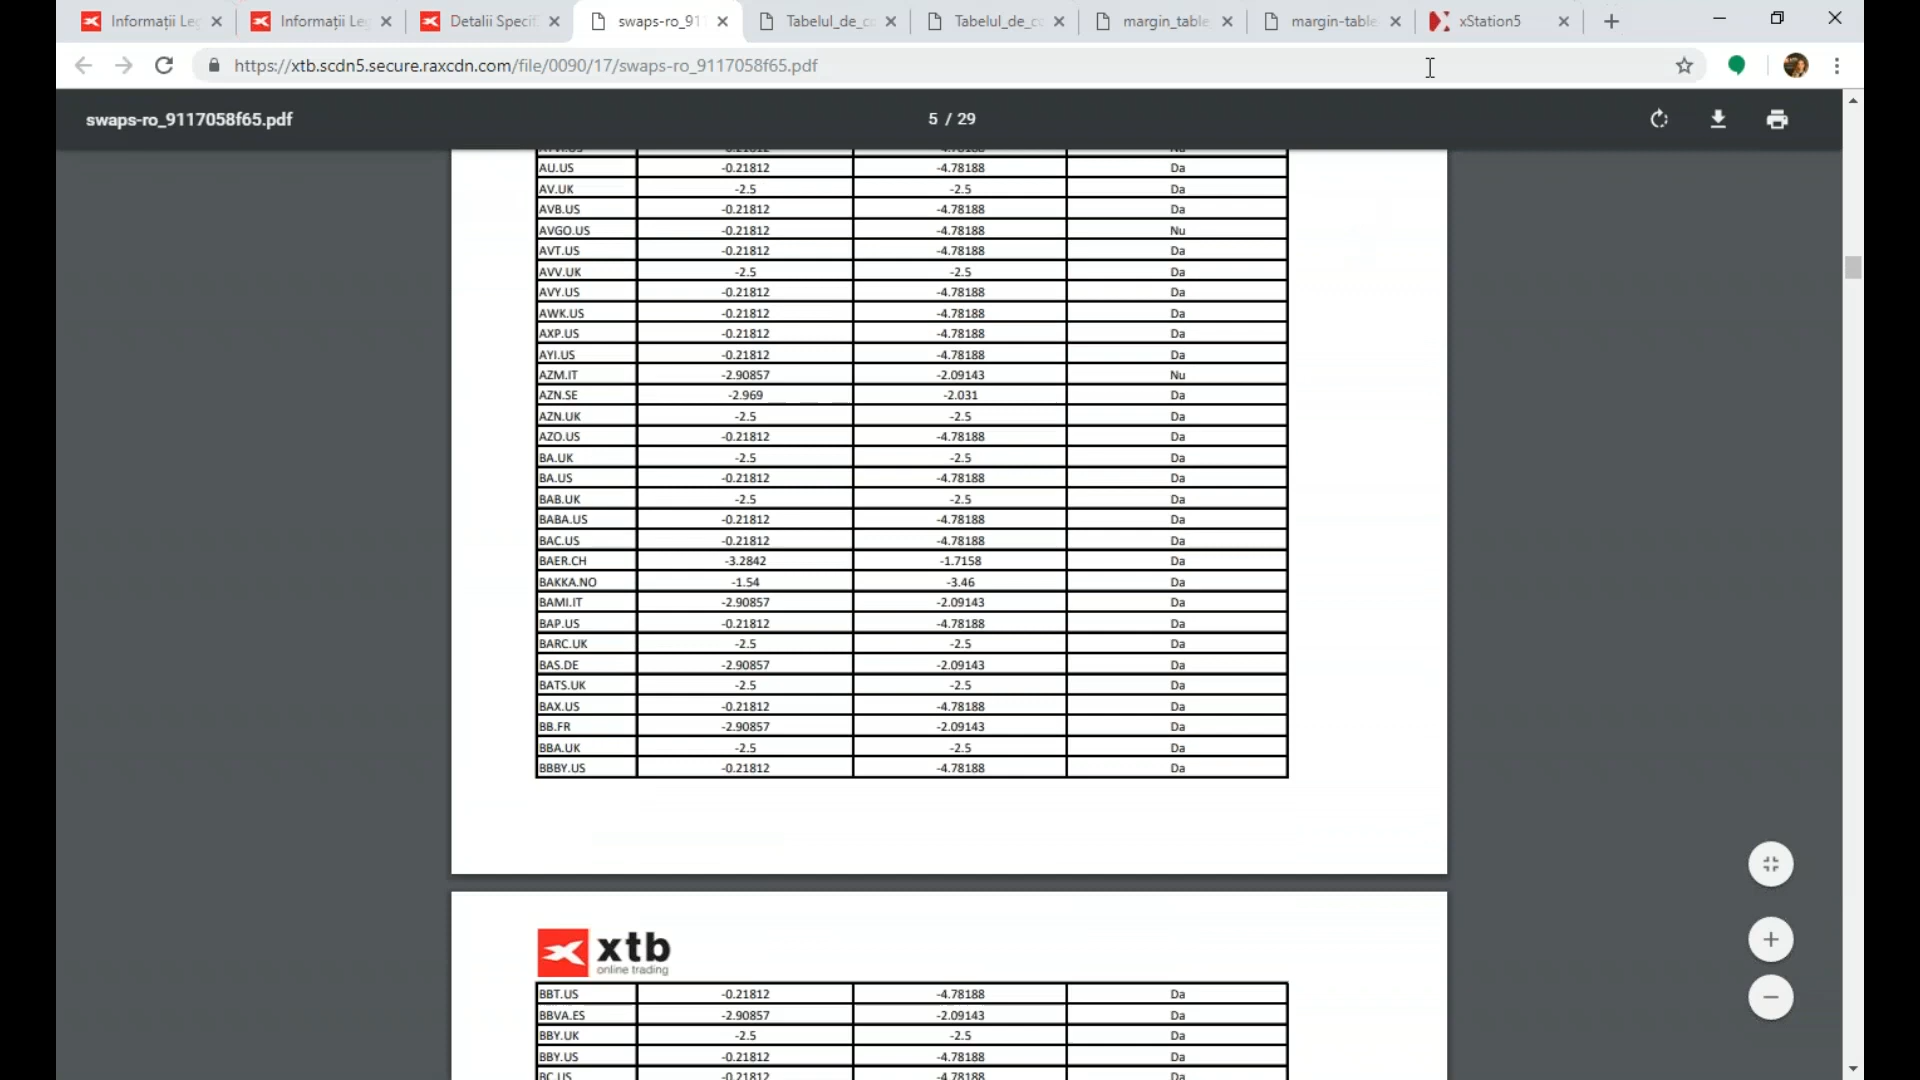 Informații Le
Informații Le
Detalii Specif
swaps-ro_91
Tabelul_de_c
Tabelul_de_c
margin_table
margin-table
xStation5
https://xtb.scdn5.secure.raxcdn.com/file/0090/17/swaps-ro_9117058f65.pdf
swaps-ro_9117058f65.pdf
5 / 29
AU.US -0.21812 -4.78188 Da
AV.UK -2.5 -2.5 Da
AVB.US -0.21812 -4.78188 Da
AVGO.US -0.21812 -4.78188 Nu
AVT.US -0.21812 -4.78188 Da
AVV.UK -2.5 -2.5 Da
AVY.US -0.21812 -4.78188 Da
AWK.US -0.21812 -4.78188 Da
AXP.US -0.21812 -4.78188 Da
AYI.US -0.21812 -4.78188 Da
AZM.IT -2.90857 -2.09143 Nu
AZN.SE -2.969 -2.031 Da
AZN.UK -2.5 -2.5 Da
AZO.US -0.21812 -4.78188 Da
BA.UK -2.5 -2.5 Da
BA.US -0.21812 -4.78188 Da
BAB.UK -2.5 -2.5 Da
BABA.US -0.21812 -4.78188 Da
BAC.US -0.21812 -4.78188 Da
BAER.CH -3.2842 -1.7158 Da
BAKKA.NO -1.54 -3.46 Da
BAMI.IT -2.90857 -2.09143 Da
BAP.US -0.21812 -4.78188 Da
BARC.UK -2.5 -2.5 Da
BAS.DE -2.90857 -2.09143 Da
BATS.UK -2.5 -2.5 Da
BAX.US -0.21812 -4.78188 Da
BB.FR -2.90857 -2.09143 Da
BBA.UK -2.5 -2.5 Da
BBBY.US -0.21812 -4.78188 Da
xtb
online trading
BBT.US -0.21812 -4.78188 Da
BBVA.ES -2.90857 -2.09143 Da
BBY.UK -2.5 -2.5 Da
BBY.US -0.21812 -4.78188 Da
BC.US -0.21812 -4.78188 Da